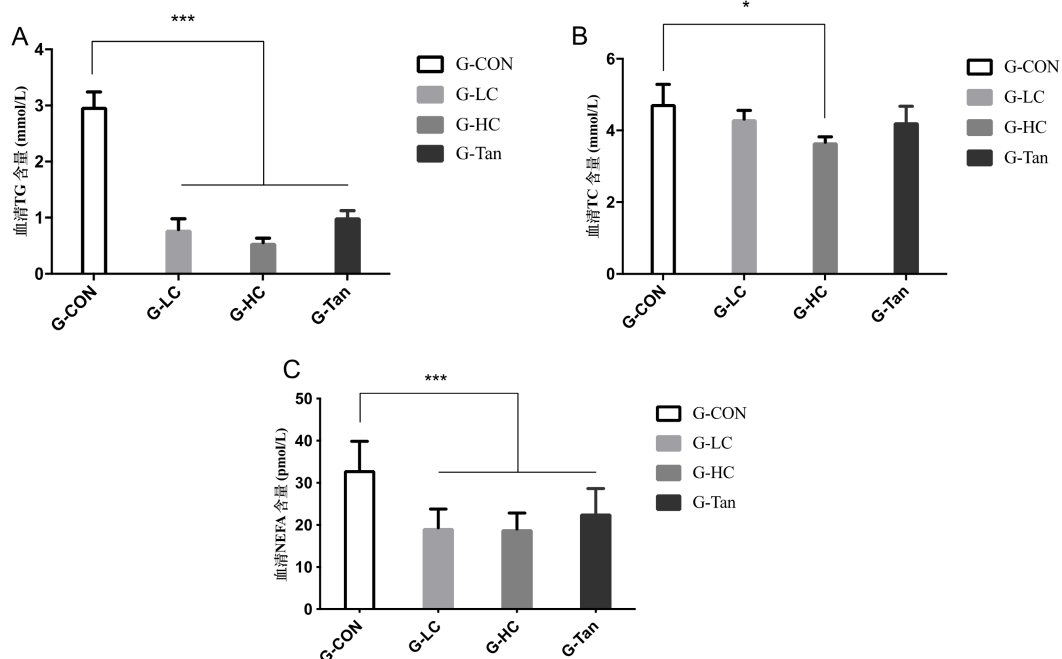 A
***
4
3
2
1
0
血清TG 含量 (mmol/L)
G-CON
G-LC
G-HC
G-Tan
G-CON
G-LC
G-HC
G-Tan
B
*
6
4
2
0
血清TC 含量 (mmol/L)
G-CON
G-LC
G-HC
G-Tan
G-CON
G-LC
G-HC
G-Tan
C
***
50
40
30
20
10
0
血清NEFA 含量 (pmol/L)
G-CON
G-LC
G-HC
G-Tan
G-CON
G-LC
G-HC
G-Tan